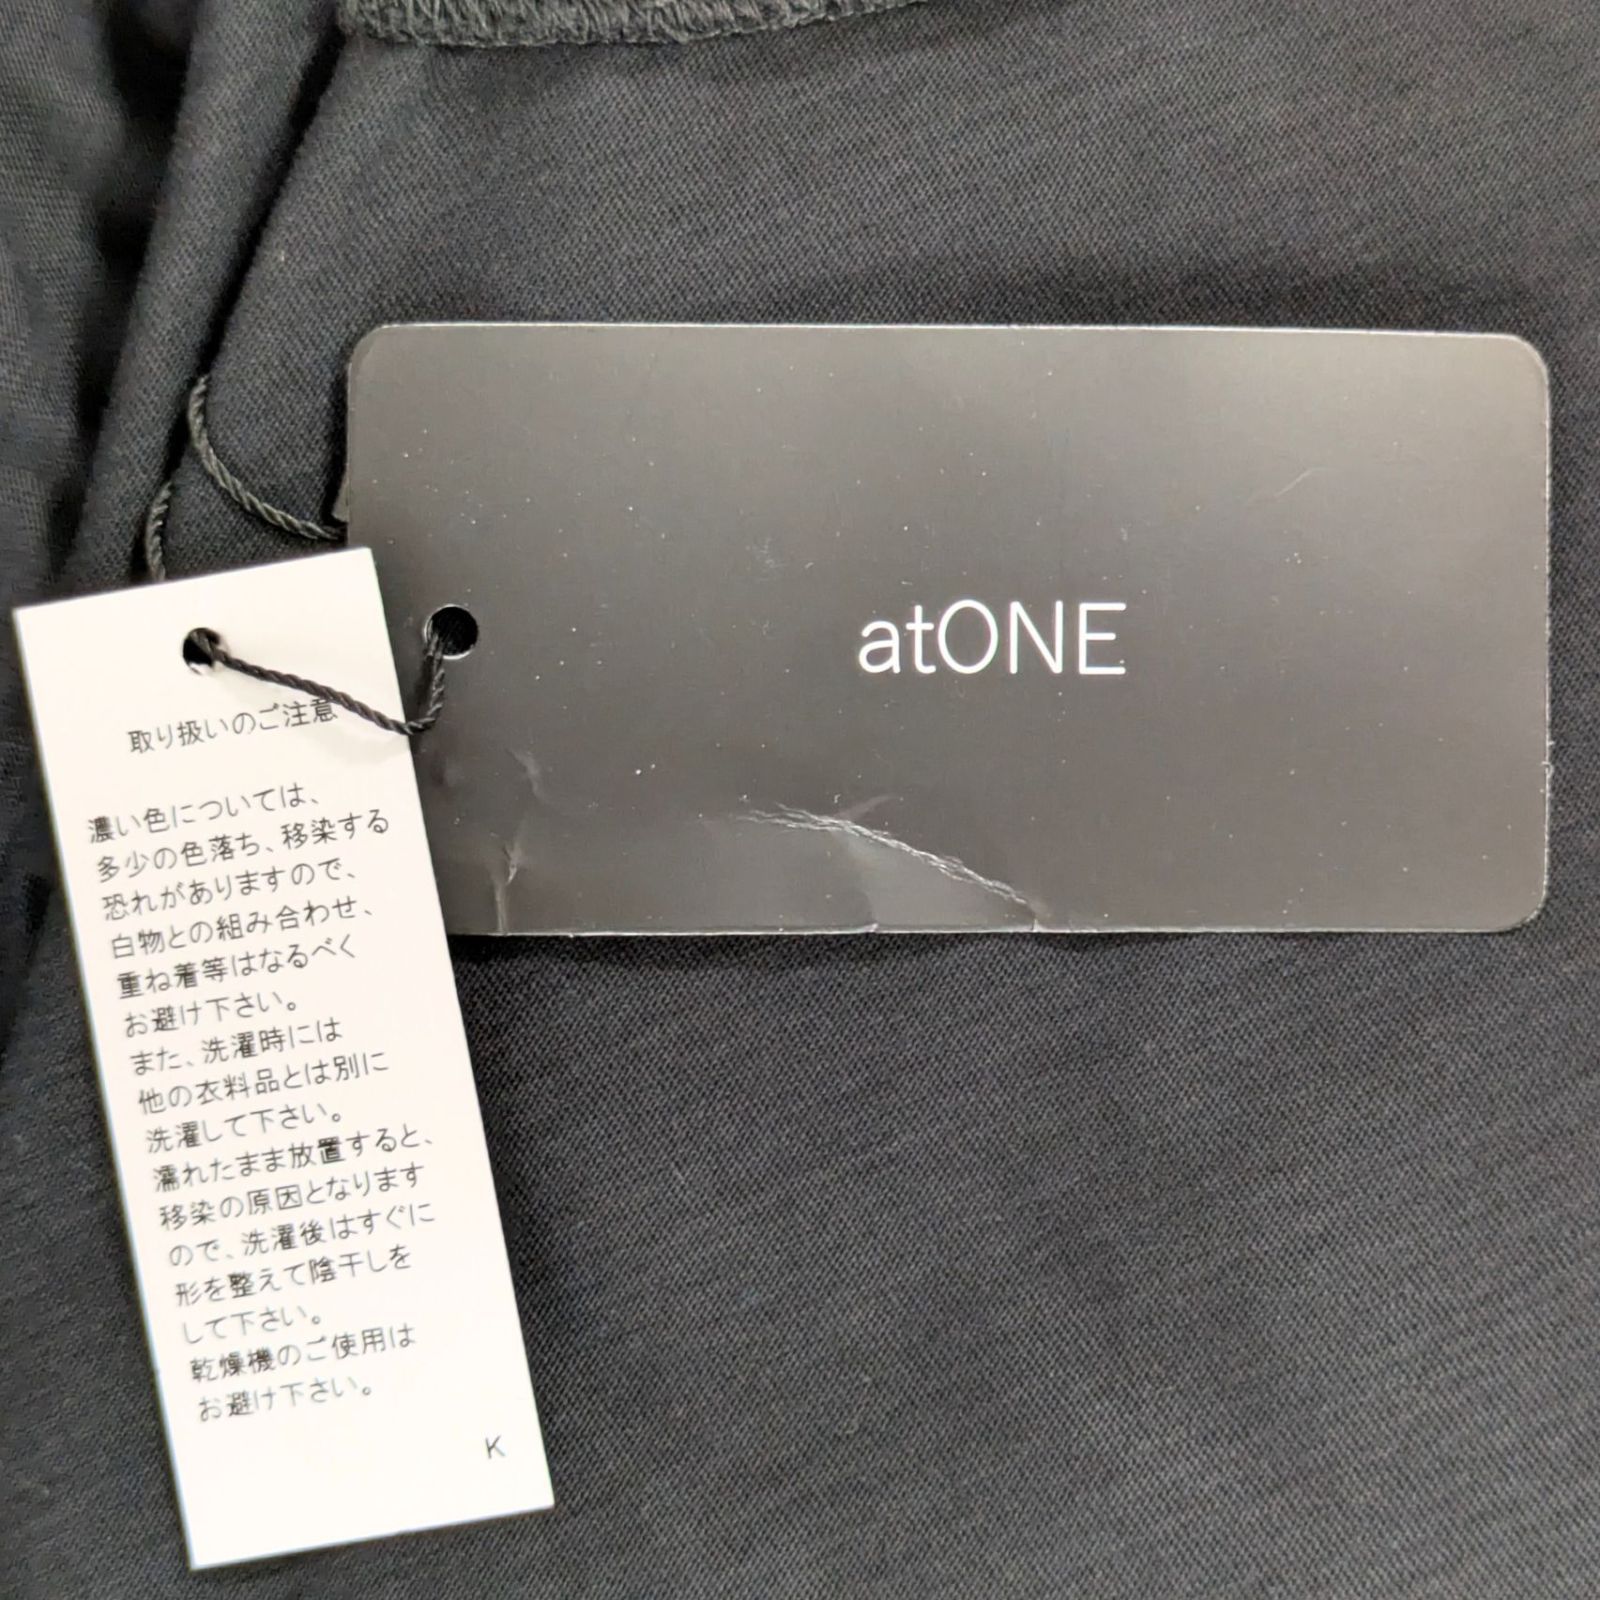 atONE
取り扱いのご注意
濃い色については、
多少の色落ち、移染する
恐れがありますので、
白物との組み合わせ、
重ね着等はなるべく
お避け下さい。
また、洗濯時には
他の衣料品とは別に
洗濯して下さい。
濡れたまま放置すると、
移染の原因となります
ので、洗濯後はすぐに
形を整えて陰干しを
して下さい。
乾燥機のご使用は
お避け下さい。
K